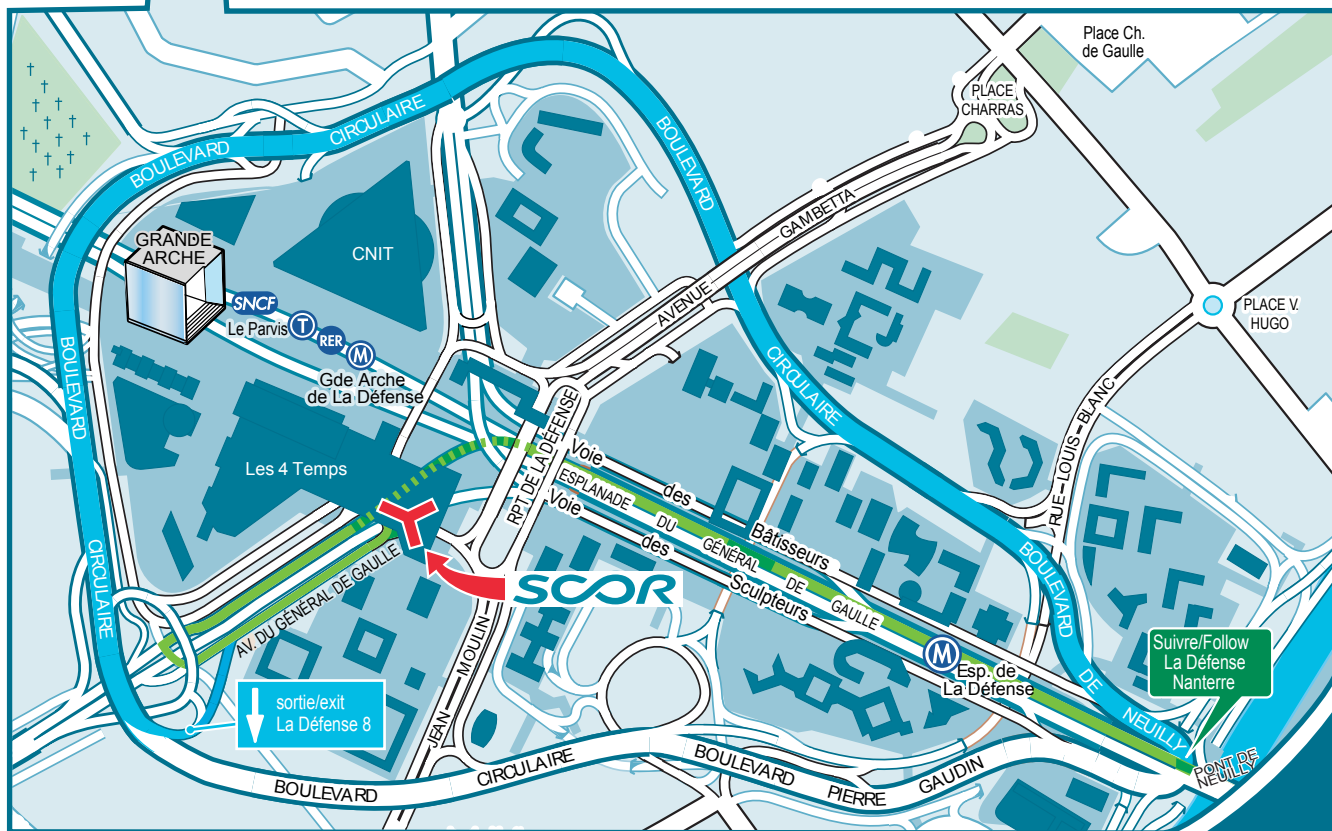 Place Ch.
de Gaulle
PLACE
CHARRAS
BOULEVARD
CIRCULAIRE
BOULEVARD
CIRCULAIRE
BOULEVARD
DE
NEUILLY
AVENUE
GAMBETTA
GRANDE
ARCHE
CNIT
SNCF
Le Parvis
T
RER
M
Gde Arche
de La Défense
PLACE V.
HUGO
RUE-LOUIS-BLANC
BOULEVARD
CIRCULAIRE
Les 4 Temps
RPT. DE LA DÉFENSE
Voie
des
Bâtisseurs
ESPLANADE
DU
GÉNÉRAL
DE
GAULLE
Voie
des
Sculpteurs
AV. DU GÉNÉRAL DE GAULLE
SCOR
JEAN
MOULIN
M
Esp. de
La Défense
Suivre/Follow
La Défense
Nanterre
sortie/exit
La Défense 8
PONT DE
NEUILLY
BOULEVARD
CIRCULAIRE
BOULEVARD
PIERRE
GAUDIN